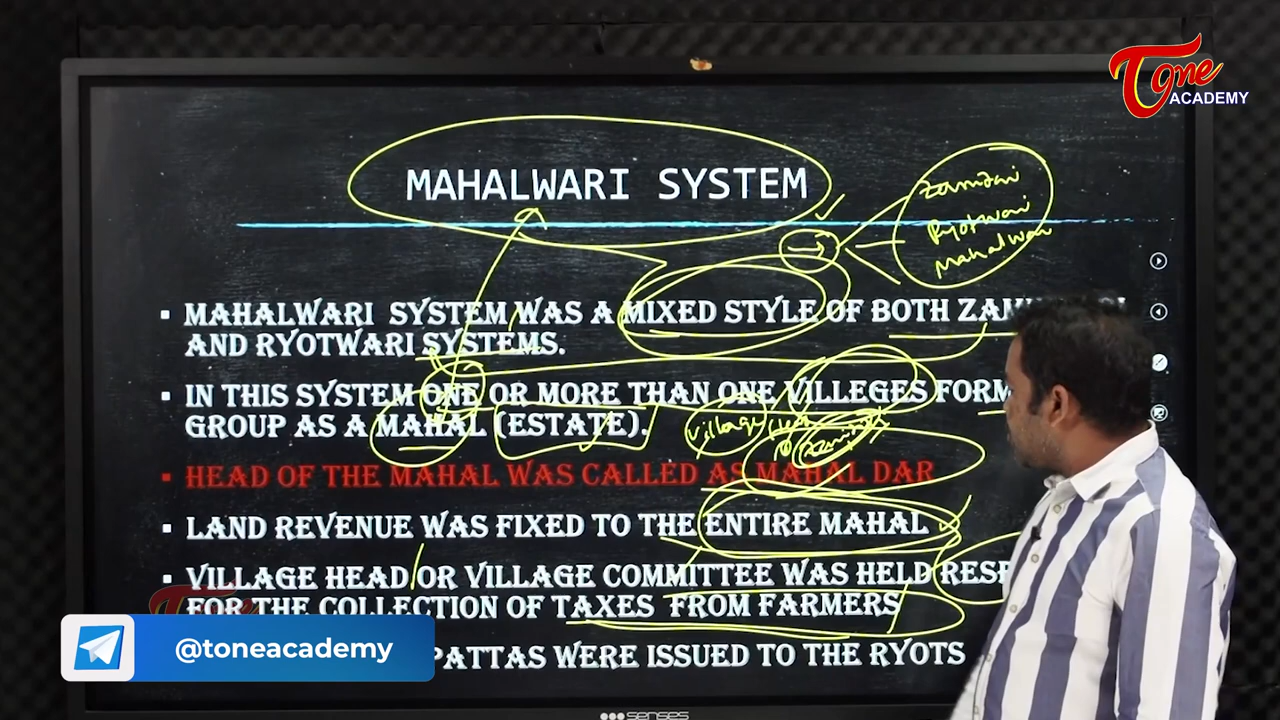 Tone
ACADEMY
MAHALWARI SYSTEM
Zamindari
Ryotwari
Mahalwari
▪ MAHALWARI SYSTEM WAS A MIXED STYLE OF BOTH
AND RYOTWARI SYSTEMS.
▪ IN THIS SYSTEM ONE OR MORE THAN ONE VILLEGES FORM
GROUP AS A MAHAL (ESTATE).
village
▪ HEAD OF THE MAHAL WAS CALLED AS MAHAL DAR
▪ LAND REVENUE WAS FIXED TO THE ENTIRE MAHAL
▪ VILLAGE HEAD OR VILLAGE COMMITTEE WAS HELD
FOR THE COLLECTION OF TAXES FROM FARMERS
PATTAS WERE ISSUED TO THE RYOTS
@toneacademy
senses